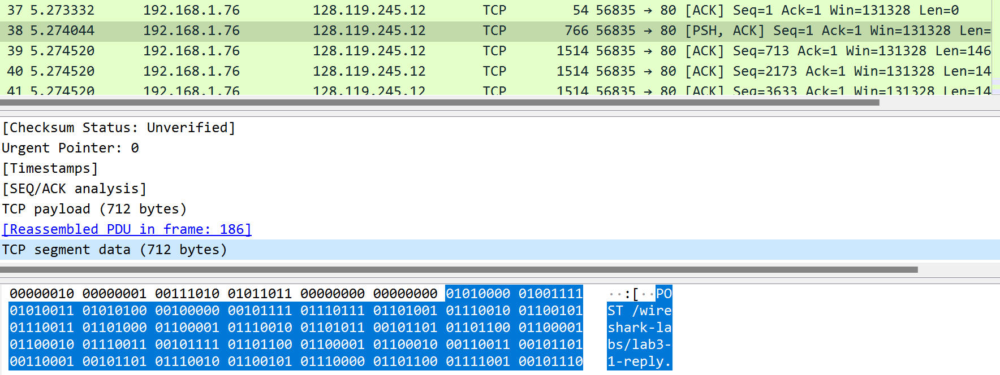 37 5.273332 192.168.1.76 128.119.245.12 TCP 54 56835 → 80 [ACK] Seq=1 Ack=1 Win=131328 Len=0
38 5.274044 192.168.1.76 128.119.245.12 TCP 766 56835 → 80 [PSH, ACK] Seq=1 Ack=1 Win=131328 Len=
39 5.274520 192.168.1.76 128.119.245.12 TCP 1514 56835 → 80 [ACK] Seq=713 Ack=1 Win=131328 Len=146
40 5.274520 192.168.1.76 128.119.245.12 TCP 1514 56835 → 80 [ACK] Seq=2173 Ack=1 Win=131328 Len=14
41 5.274520 192.168.1.76 128.119.245.12 TCP 1514 56835 → 80 [ACK] Seq=3633 Ack=1 Win=131328 Len=14
[Checksum Status: Unverified]
Urgent Pointer: 0
[Timestamps]
[SEQ/ACK analysis]
TCP payload (712 bytes)
[Reassembled PDU in frame: 186]
TCP segment data (712 bytes)
00000010 00000001 00111010 01011011 00000000 00000000 01010000 01001111 ··:[··PO
01010011 01010100 00100000 00101111 01110111 01101001 01110010 01100101 ST /wire
01110011 01101000 01100001 01110010 01101011 00101101 01101100 01100001 shark-la
01100010 01110011 00101111 01101100 01100001 01100010 00110011 00101101 bs/lab3-
00110001 00101101 01110010 01100101 01110000 01101100 01111001 00101110 1-reply.